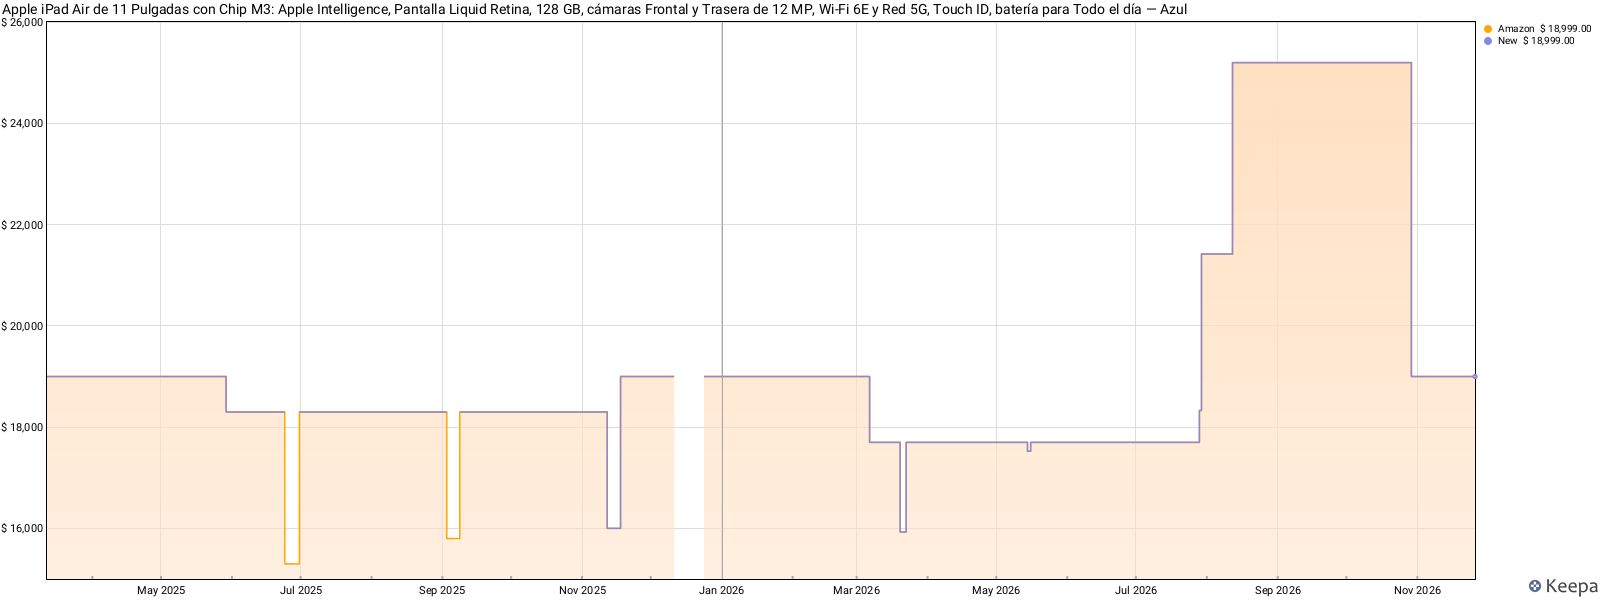 Apple iPad Air de 11 Pulgadas con Chip M3: Apple Intelligence, Pantalla Liquid Retina, 128 GB, cámaras Frontal y Trasera de 12 MP, Wi-Fi 6E y Red 5G, Touch ID, batería para Todo el día — Azul
$ 26,000
$ 24,000
$ 22,000
$ 20,000
$ 18,000
$ 16,000
Amazon $ 18,999.00
New $ 18,999.00
May 2025 Jul 2025 Sep 2025 Nov 2025 Jan 2026 Mar 2026 May 2026 Jul 2026 Sep 2026 Nov 2026
Keepa